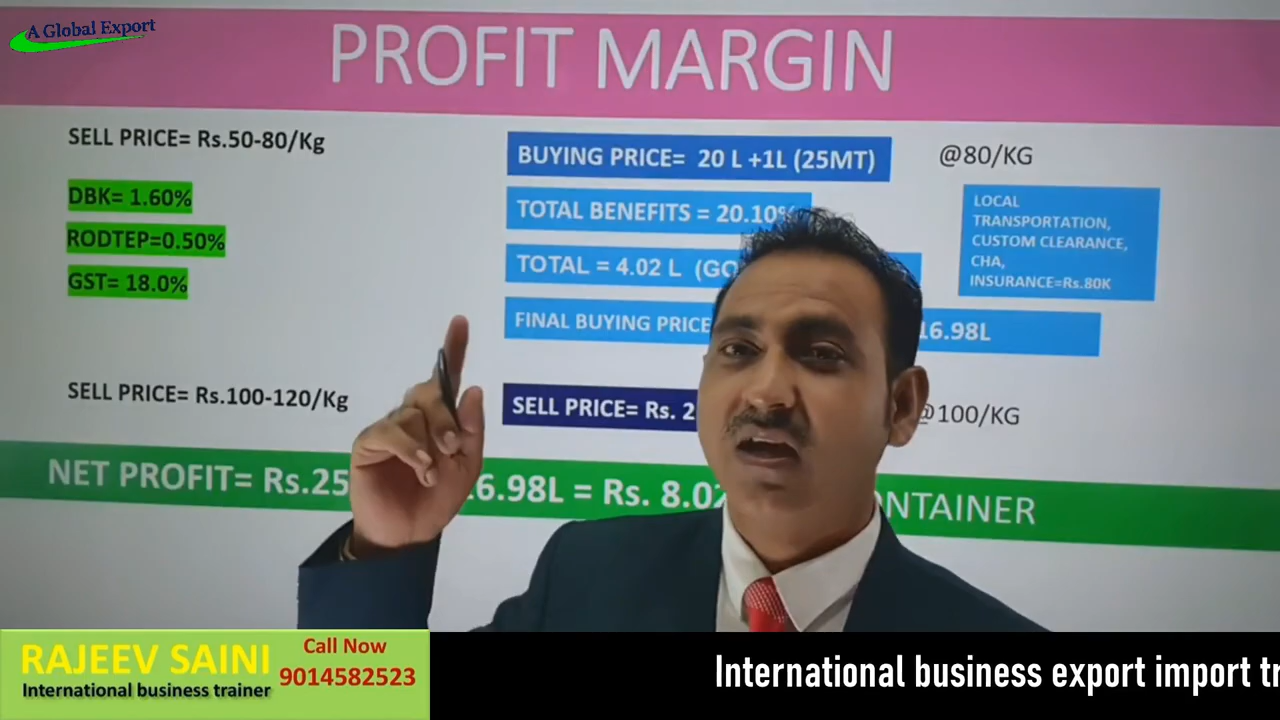 A Global Export
PROFIT MARGIN
SELL PRICE= Rs.50-80/Kg
DBK= 1.60%
RODTEP=0.50%
GST= 18.0%
BUYING PRICE= 20 L +1L (25MT)
@80/KG
TOTAL BENEFITS = 20.10%
TOTAL = 4.02 L
LOCAL
TRANSPORTATION,
CUSTOM CLEARANCE,
CHA,
INSURANCE=Rs.80K
FINAL BUYING PRICE 16.98L
SELL PRICE= Rs.100-120/Kg
SELL PRICE= Rs. 2
@100/KG
NET PROFIT= Rs.25 6.98L = Rs. 8.02
RAJEEV SAINI
International business trainer
Call Now
9014582523
International business export import